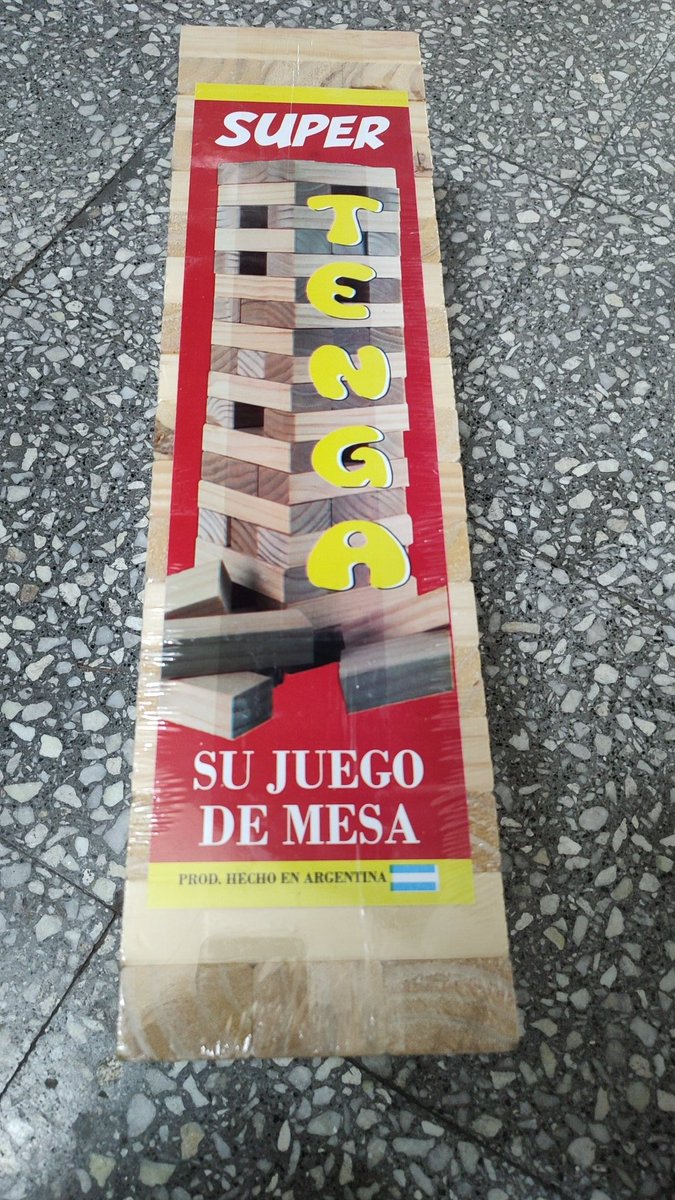 SUPER
TENGA
SU JUEGO
DE MESA
PROD. HECHO EN ARGENTINA